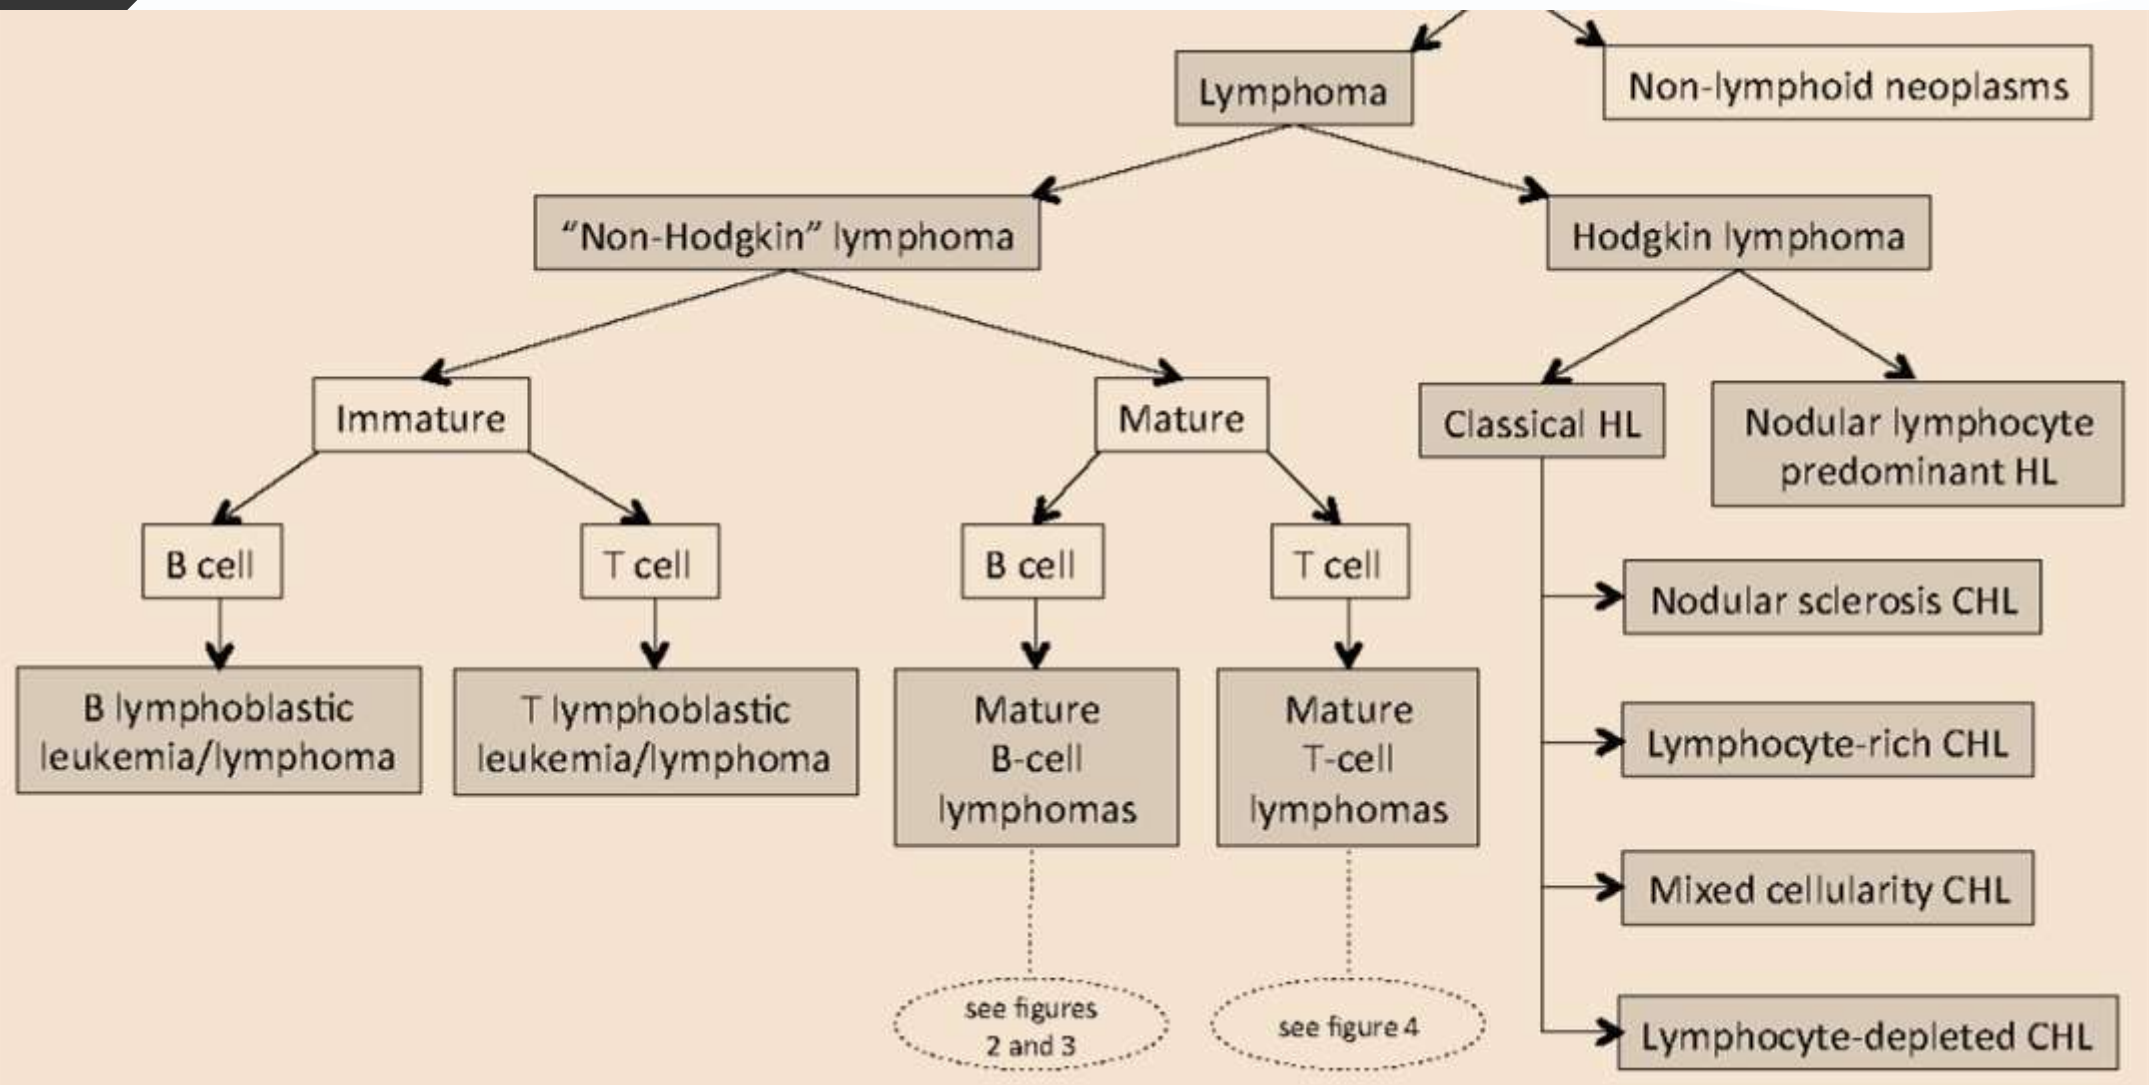 Lymphoma
Non-lymphoid neoplasms
“Non-Hodgkin” lymphoma
Hodgkin lymphoma
Immature
Mature
Classical HL
Nodular lymphocyte
predominant HL
B cell
T cell
B cell
T cell
B lymphoblastic
leukemia/lymphoma
T lymphoblastic
leukemia/lymphoma
Mature
B-cell
lymphomas
Mature
T-cell
lymphomas
Nodular sclerosis CHL
Lymphocyte-rich CHL
Mixed cellularity CHL
Lymphocyte-depleted CHL
see figures
2 and 3
see figure 4